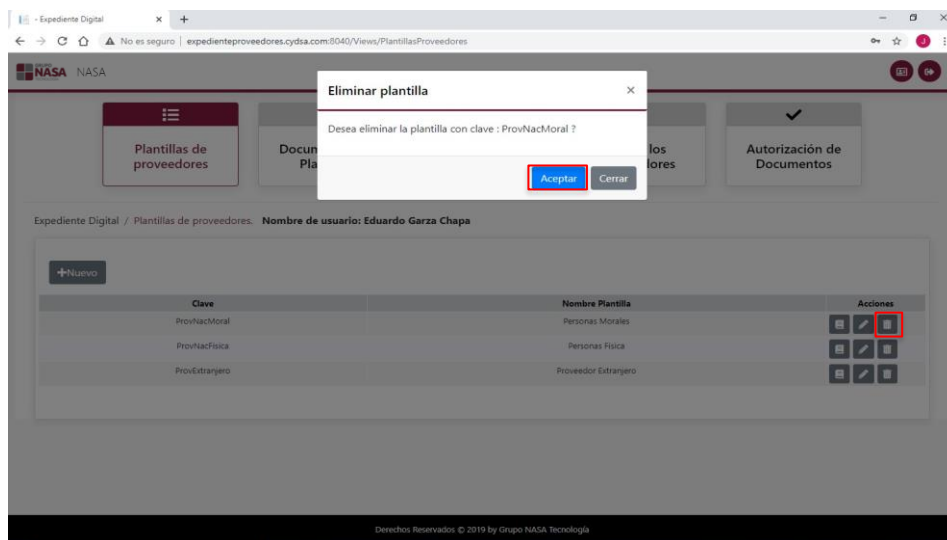 - Expediente Digital
No es seguro | expedienteproveedores.cydsa.com:8040/Views/PlantillasProveedores
J
GRUPO
NASA NASA
Eliminar plantilla
Desea eliminar la plantilla con clave : ProvNacMoral ?
Aceptar Cerrar
Plantillas de
proveedores
Docun
Pla
los
lores
Autorización de
Documentos
Expediente Digital / Plantillas de proveedores. Nombre de usuario: Eduardo Garza Chapa
+Nuevo
Clave Nombre Plantilla Acciones
ProvNacMoral Personas Morales
ProvNacFisica Personas Fisica
ProvExtranjero Proveedor Extranjero
Derechos Reservados © 2019 by Grupo NASA Tecnología